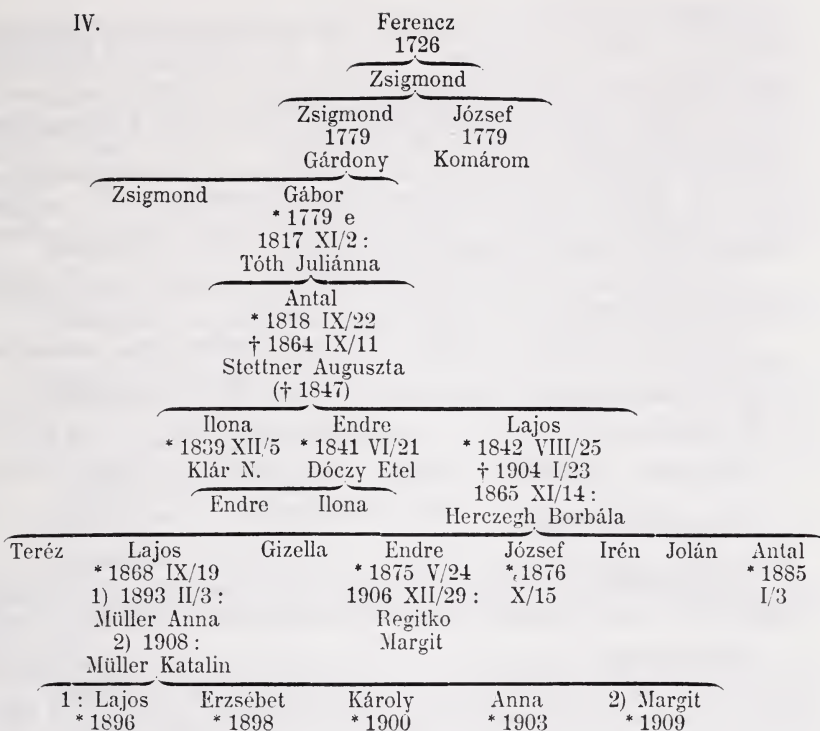 IV. Ferencz
1726
Zsigmond
Zsigmond József
1779 1779
Gárdony Komárom
Zsigmond Gábor
* 1779 e
1817 XI/2 :
Tóth Juliánna
Antal
* 1818 IX/22
† 1864 IX/11
Stettner Auguszta
(† 1847)
Ilona Endre Lajos
* 1839 XII/5 * 1841 VI/21 * 1842 VIII/25
Klár N. Dóczy Etel † 1904 I/23
Endre Ilona 1865 XI/14 :
Herczegh Borbála
Teréz Lajos Gizella Endre József Irén Jolán Antal
* 1868 IX/19 * 1875 V/24 * 1876 * 1885
1) 1893 II/3 : 1906 XII/29 : X/15 I/3
Müller Anna Regitko
2) 1908 : Margit
Müller Katalin
1 : Lajos Erzsébet Károly Anna 2) Margit
* 1896 * 1898 * 1900 * 1903 * 1909